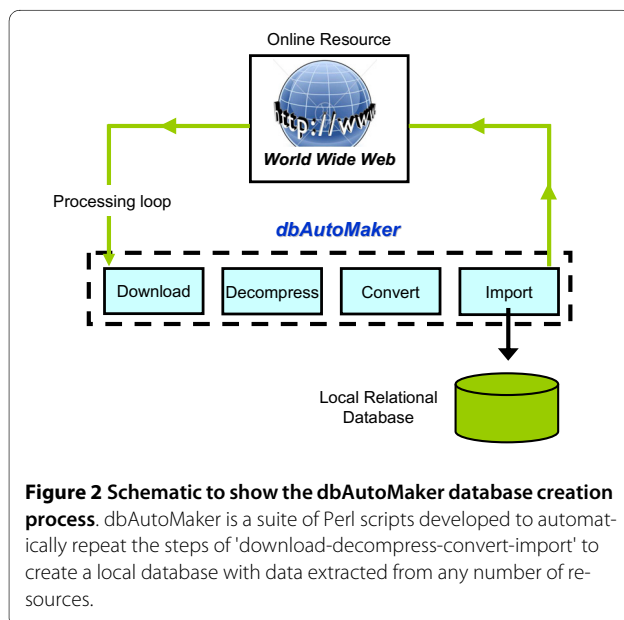 Online Resource
http://www
World Wide Web
Processing loop
dbAutoMaker
Download
Decompress
Convert
Import
Local Relational
Database
Figure 2 Schematic to show the dbAutoMaker database creation
process. dbAutoMaker is a suite of Perl scripts developed to automat-
ically repeat the steps of 'download-decompress-convert-import' to
create a local database with data extracted from any number of re-
sources.